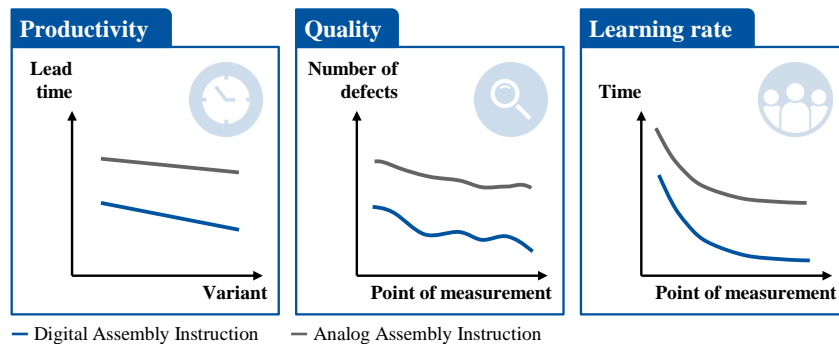 Productivity
Lead
time
Variant
Quality
Number of
defects
Point of measurement
Learning rate
Time
Point of measurement
Digital Assembly Instruction
Analog Assembly Instruction